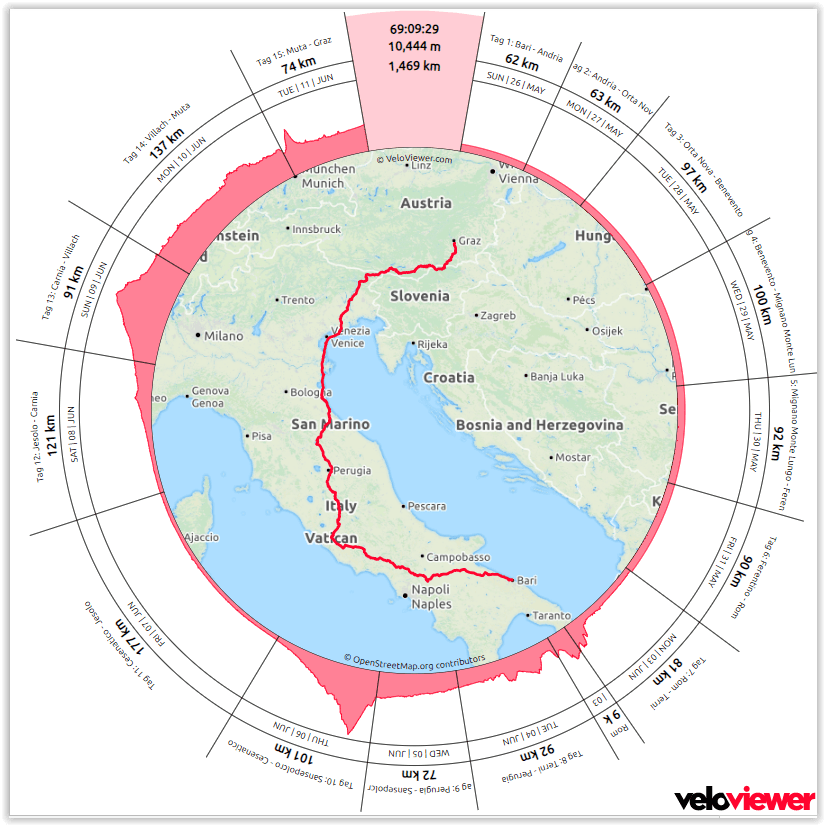 69:09:29
10,444 m
1,469 km
Tag 1: Bari - Andria
62 km
SUN | 26 | MAY
ag 2: Andria - Orta Nov
63 km
MON | 27 | MAY
Tag 3: Orta Nova - Benevento
97 km
TUE | 28 | MAY
g 4: Benevento - Mignano Monte Lun
100 km
WED | 29 | MAY
5: Mignano Monte Lungo - Feren
92 km
THU | 30 | MAY
Tag 6: Ferentino - Rom
90 km
FRI | 31 | MAY
Tag 7: Rom - Terni
81 km
MON | 03 | JUN
Rom
9 k
| 03
Tag 8: Terni - Perugia
92 km
TUE | 04 | JUN
ag 9: Perugia - Sansepolcr
72 km
WED | 05 | JUN
Tag 10: Sansepolcro - Cesenatico
101 km
THU | 06 | JUN
Tag 11: Cesenatico - Jesolo
177 km
FRI | 07 | JUN
Tag 12: Jesolo - Carnia
121 km
SAT | 08 | JUN
Tag 13: Carnia - Villach
91 km
SUN | 09 | JUN
Tag 14: Villach - Muta
137 km
MON | 10 | JUN
Tag 15: Muta - Graz
74 km
TUE | 11 | JUN
© VeloViewer.com
München
Munich
Linz
Vienna
Austria
nstein
d
Innsbruck
Graz
Hung
Slovenia
Trento
Pécs
Zagreb
Osijek
Milano
Venezia
Venice
Rijeka
Croatia
Banja Luka
neo
Genova
Genoa
Bologna
San Marino
Se
Bosnia and Herzegovina
Pisa
Mostar
Perugia
K
Italy
Pescara
Ajaccio
Vatican
Campobasso
Bari
Napoli
Naples
Taranto
© OpenStreetMap.org contributors
veloviewer